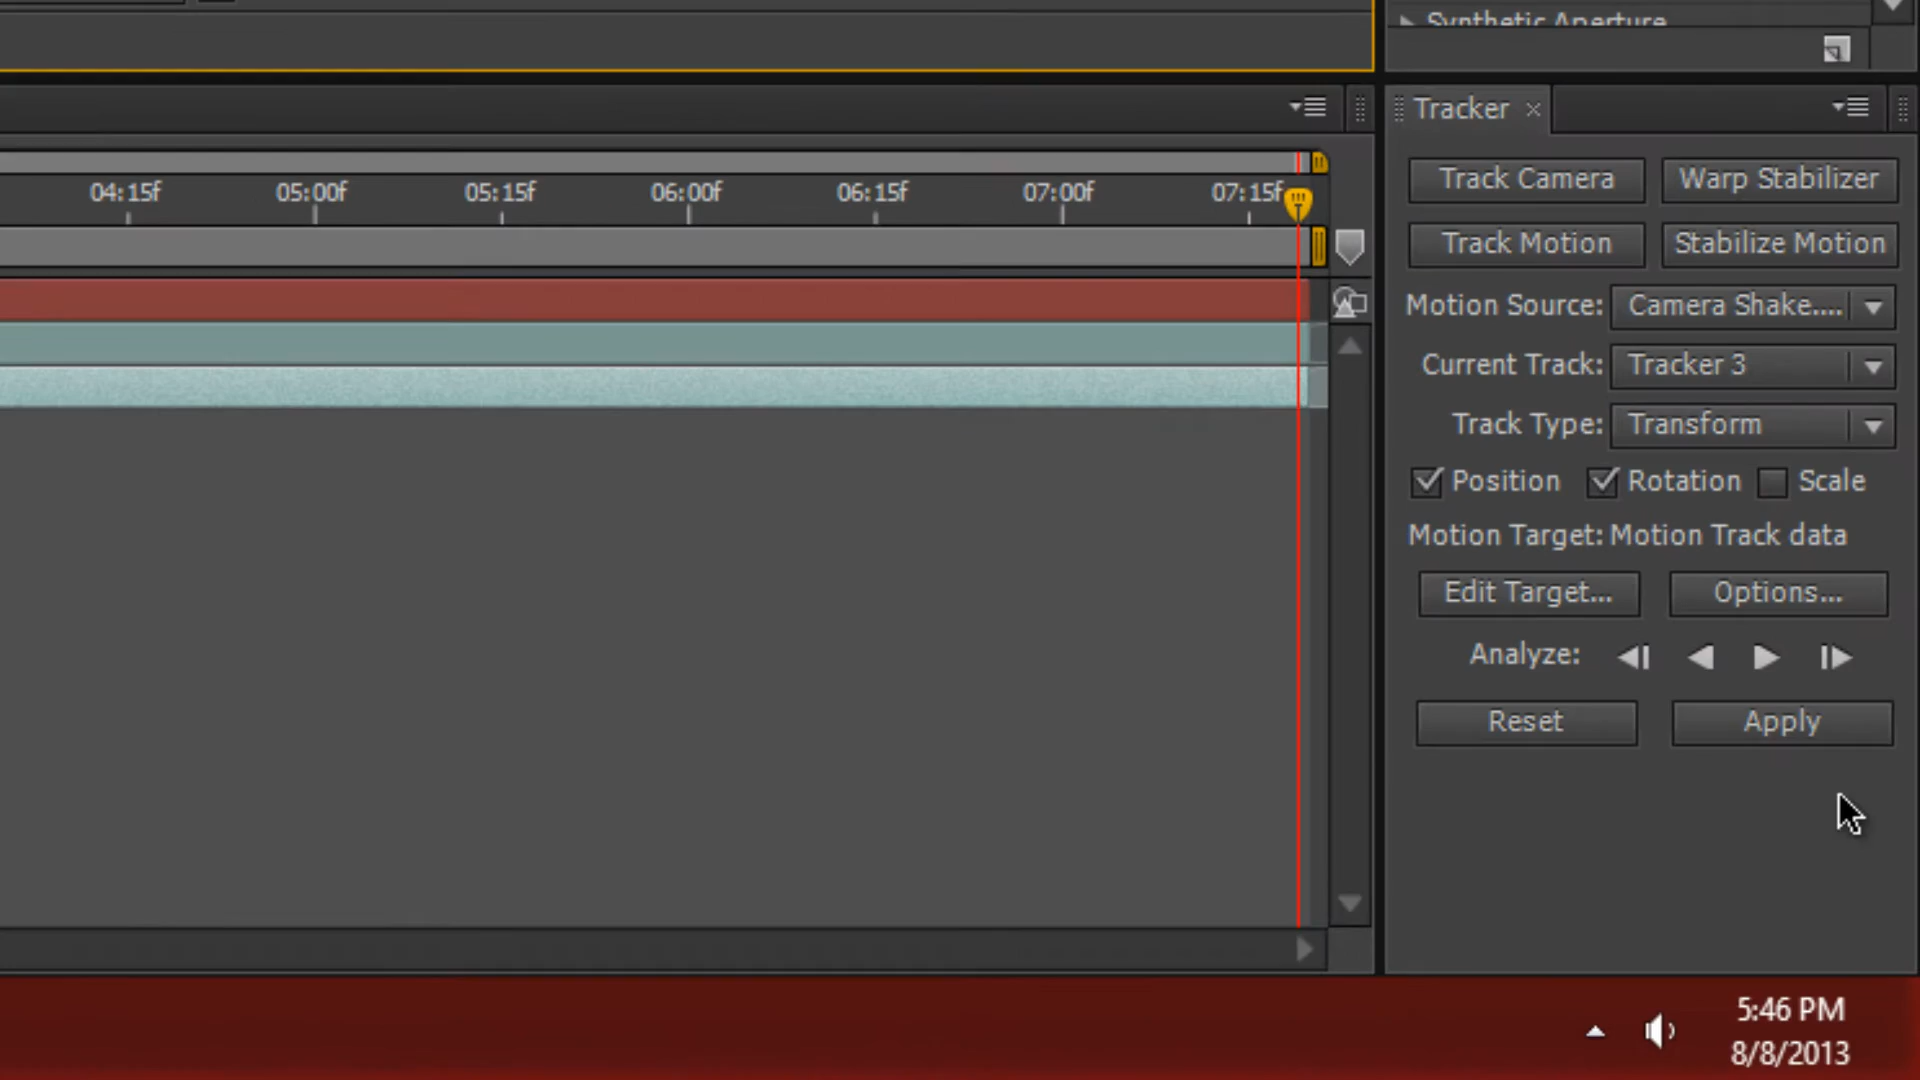 Synthetic Aperture
Tracker
04:15f 05:00f 05:15f 06:00f 06:15f 07:00f 07:15f
Track Camera Warp Stabilizer
Track Motion Stabilize Motion
Motion Source: Camera Shake....
Current Track: Tracker 3
Track Type: Transform
Position Rotation Scale
Motion Target: Motion Track data
Edit Target... Options...
Analyze:
Reset Apply
5:46 PM
8/8/2013